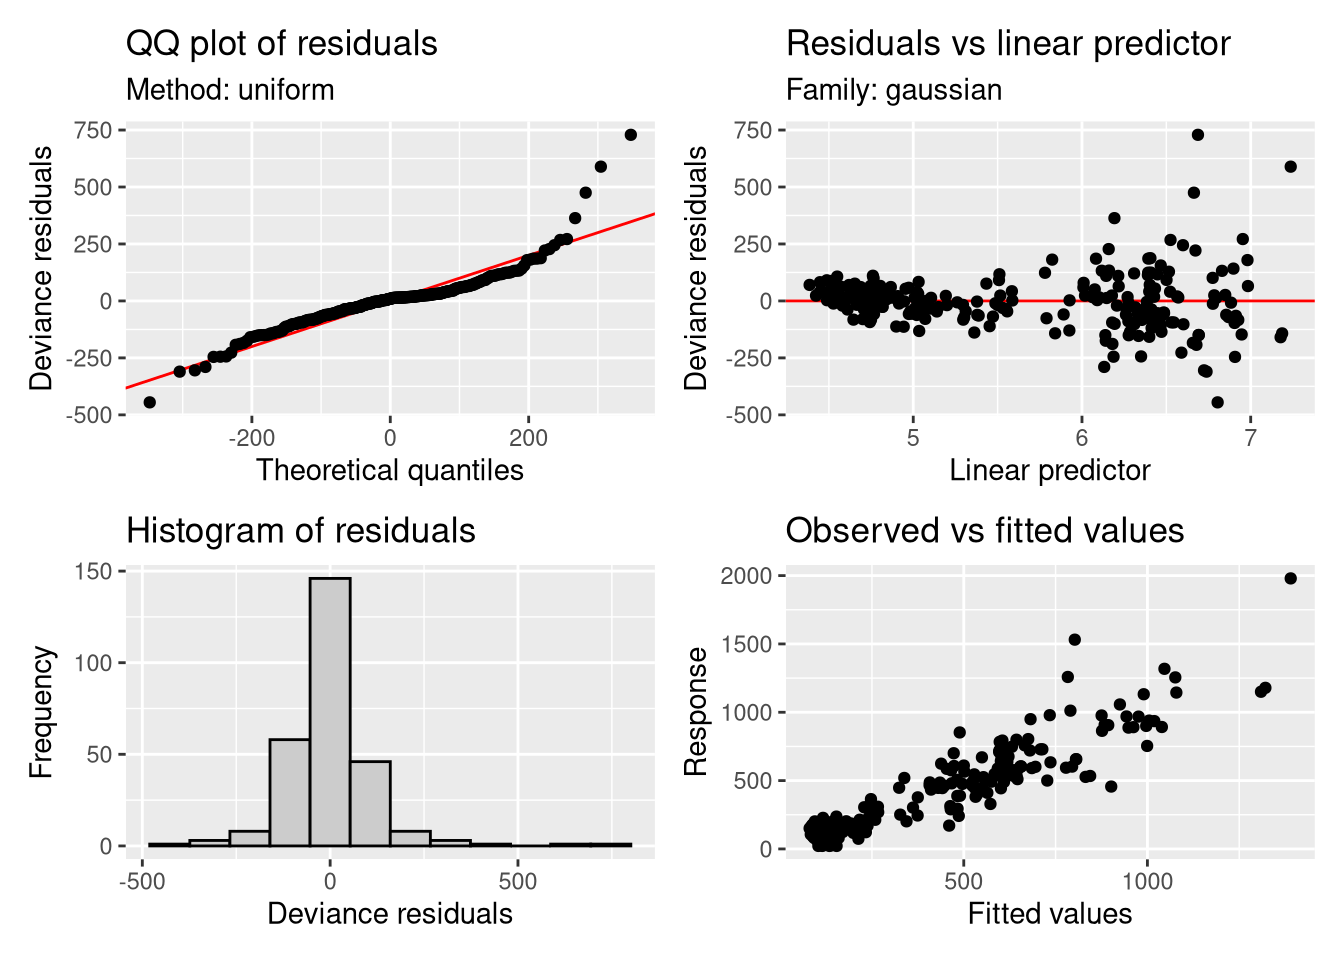 QQ plot of residuals
Method: uniform
750
500
250
0
-250
-500
Deviance residuals
-200
0
200
Theoretical quantiles
Residuals vs linear predictor
Family: gaussian
750
500
250
0
-250
-500
Deviance residuals
5
6
7
Linear predictor
Histogram of residuals
150
100
50
0
Frequency
-500
0
500
Deviance residuals
Observed vs fitted values
2000
1500
1000
500
0
Response
500
1000
Fitted values